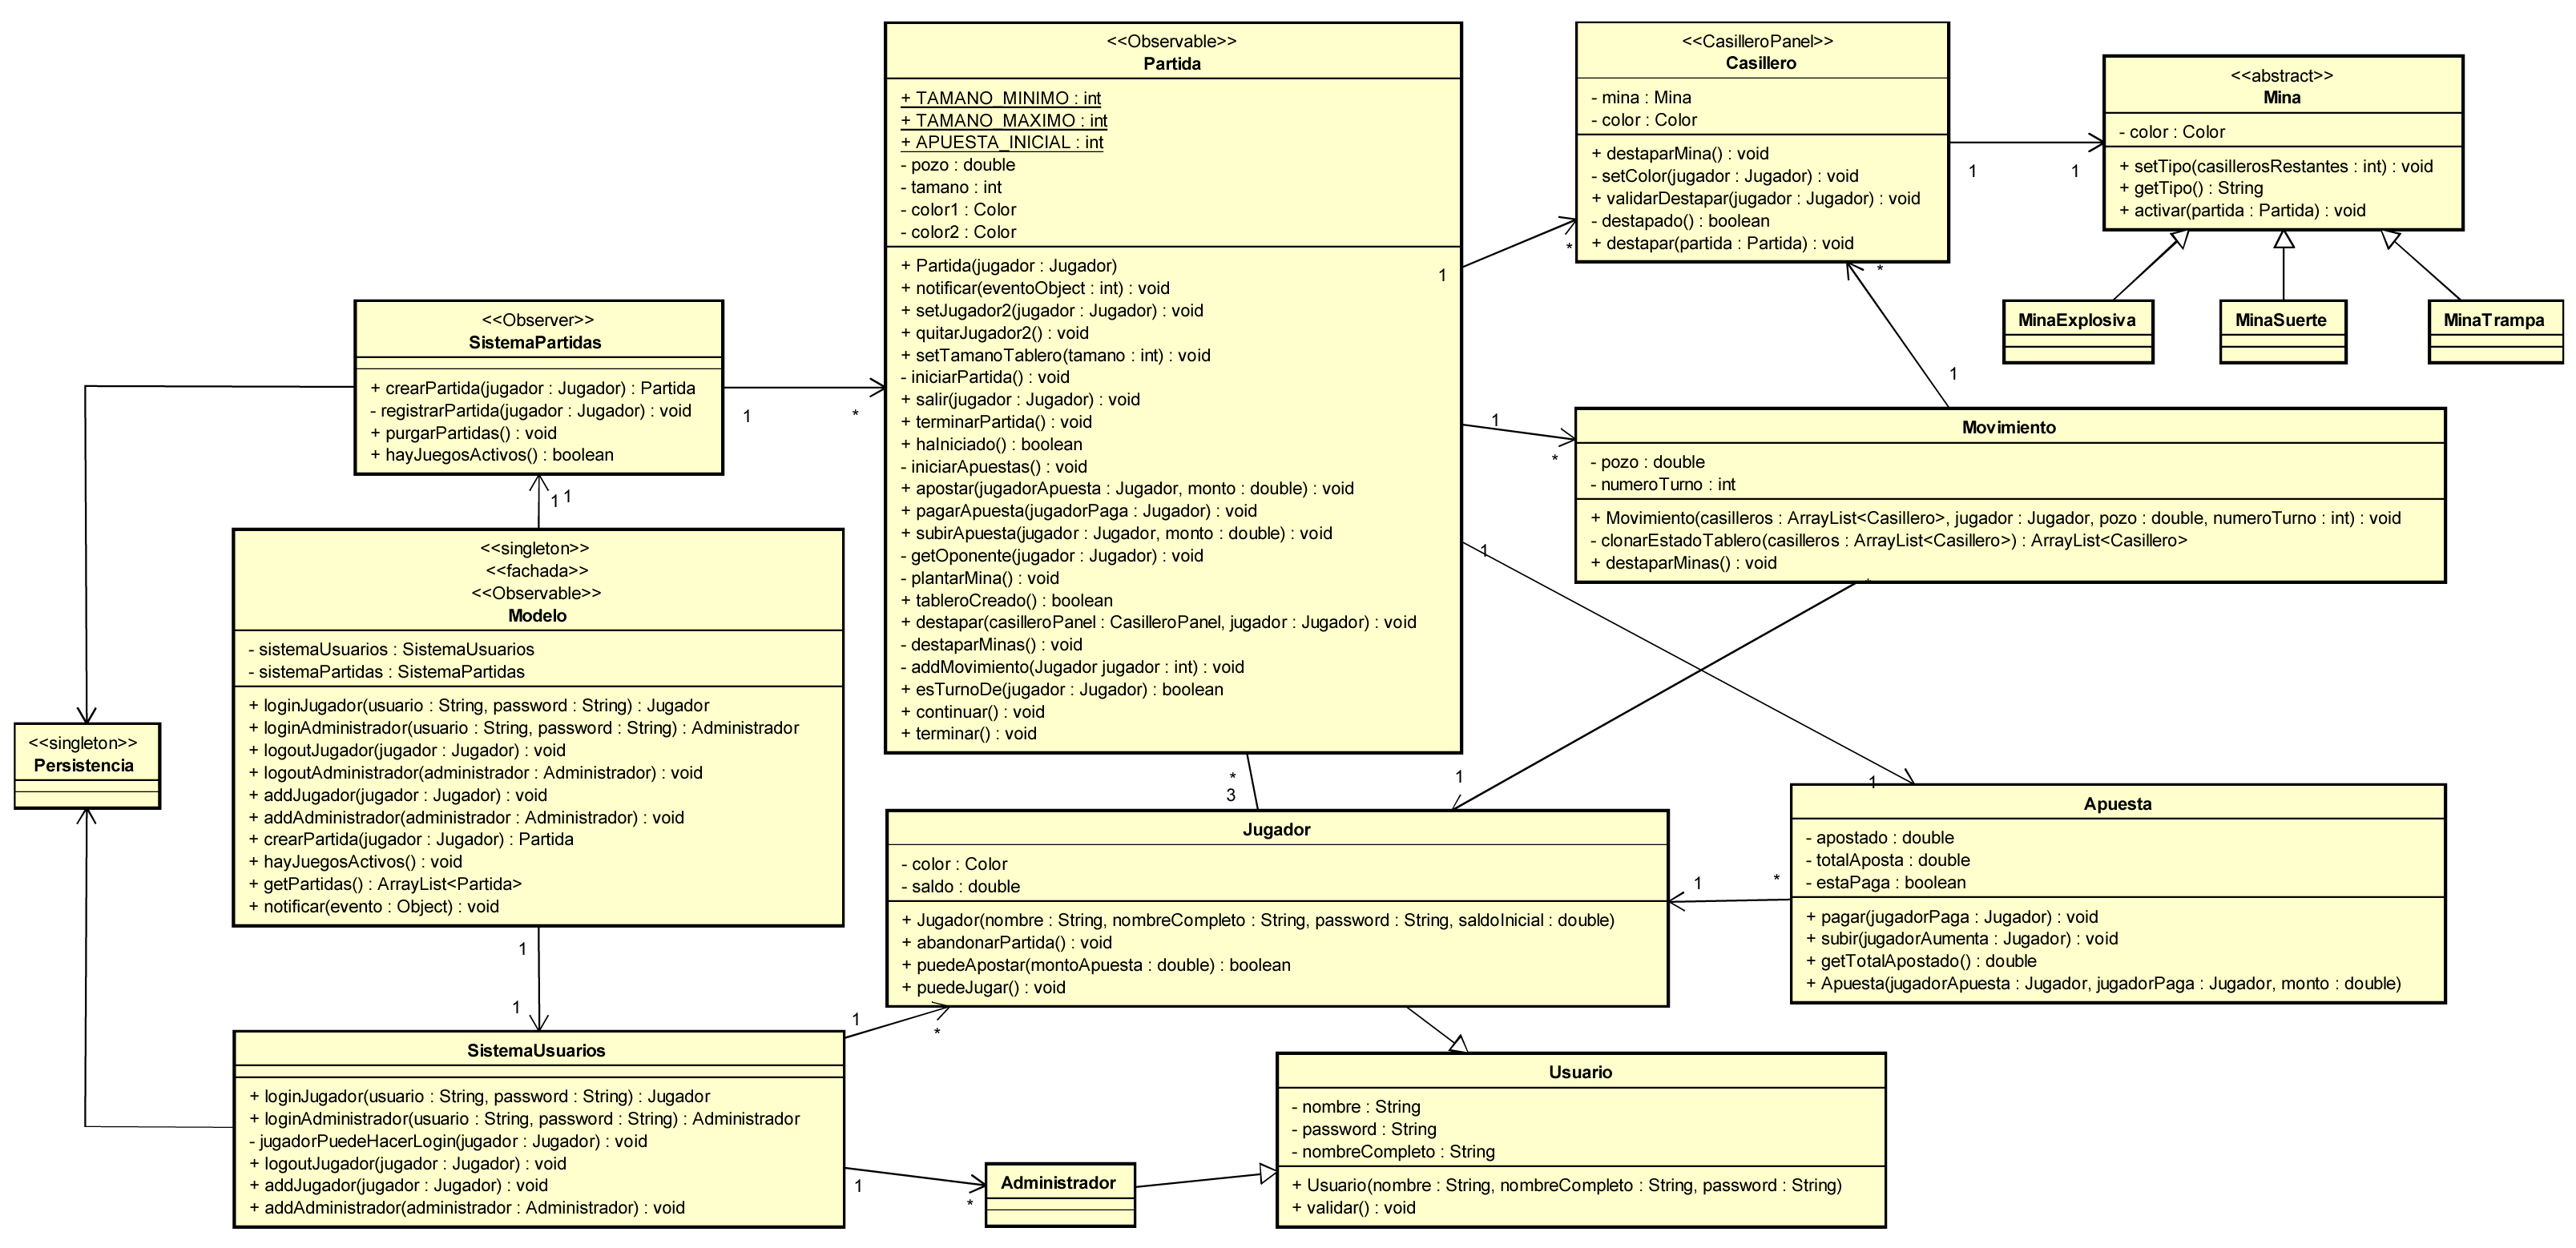 <<Observable>>
Partida
+ TAMANO_MINIMO : int
+ TAMANO_MAXIMO : int
+ APUESTA_INICIAL : int
- pozo : double
- tamano : int
- color1 : Color
- color2 : Color
+ Partida(jugador : Jugador)
+ notificar(eventoObject : int) : void
+ setJugador2(jugador : Jugador) : void
+ quitarJugador2() : void
+ setTamanoTablero(tamano : int) : void
- iniciarPartida() : void
+ salir(jugador : Jugador) : void
+ terminarPartida() : void
+ haIniciado() : boolean
- iniciarApuestas() : void
+ apostar(jugadorApuesta : Jugador, monto : double) : void
+ pagarApuesta(jugadorPaga : Jugador) : void
+ subirApuesta(jugador : Jugador, monto : double) : void
- getOponente(jugador : Jugador) : void
- plantarMina() : void
+ tableroCreado() : boolean
+ destapar(casilleroPanel : CasilleroPanel, jugador : Jugador) : void
- destaparMinas() : void
- addMovimiento(Jugador jugador : int) : void
+ esTurnoDe(jugador : Jugador) : boolean
+ continuar() : void
+ terminar() : void
<<CasilleroPanel>>
Casillero
- mina : Mina
- color : Color
+ destaparMina() : void
- setColor(jugador : Jugador) : void
+ validarDestapar(jugador : Jugador) : void
- destapado() : boolean
+ destapar(partida : Partida) : void
<<abstract>>
Mina
- color : Color
+ setTipo(casillerosRestantes : int) : void
+ getTipo() : String
+ activar(partida : Partida) : void
1
1
1
*
MinaExplosiva
MinaSuerte
MinaTrampa
<<Observer>>
SistemaPartidas
+ crearPartida(jugador : Jugador) : Partida
- registrarPartida(jugador : Jugador) : void
+ purgarPartidas() : void
+ hayJuegosActivos() : boolean
1
*
1
*
*
1
Movimiento
- pozo : double
- numeroTurno : int
+ Movimiento(casilleros : ArrayList<Casillero>, jugador : Jugador, pozo : double, numeroTurno : int) : void
- clonarEstadoTablero(casilleros : ArrayList<Casillero>) : ArrayList<Casillero>
+ destaparMinas() : void
1
1
<<singleton>>
<<fachada>>
<<Observable>>
Modelo
- sistemaUsuarios : SistemaUsuarios
- sistemaPartidas : SistemaPartidas
+ loginJugador(usuario : String, password : String) : Jugador
+ loginAdministrador(usuario : String, password : String) : Administrador
+ logoutJugador(jugador : Jugador) : void
+ logoutAdministrador(administrador : Administrador) : void
+ addJugador(jugador : Jugador) : void
+ addAdministrador(administrador : Administrador) : void
+ crearPartida(jugador : Jugador) : Partida
+ hayJuegosActivos() : void
+ getPartidas() : ArrayList<Partida>
+ notificar(evento : Object) : void
<<singleton>>
Persistencia
1
1
*
1
*
3
Jugador
- color : Color
- saldo : double
+ Jugador(nombre : String, nombreCompleto : String, password : String, saldoInicial : double)
+ abandonarPartida() : void
+ puedeApostar(montoApuesta : double) : boolean
+ puedeJugar() : void
Apuesta
- apostado : double
- totalAposta : double
- estaPaga : boolean
+ pagar(jugadorPaga : Jugador) : void
+ subir(jugadorAumenta : Jugador) : void
+ getTotalApostado() : double
+ Apuesta(jugadorApuesta : Jugador, jugadorPaga : Jugador, monto : double)
1
*
1
1
1
*
SistemaUsuarios
+ loginJugador(usuario : String, password : String) : Jugador
+ loginAdministrador(usuario : String, password : String) : Administrador
- jugadorPuedeHacerLogin(jugador : Jugador) : void
+ logoutJugador(jugador : Jugador) : void
+ addJugador(jugador : Jugador) : void
+ addAdministrador(administrador : Administrador) : void
1
*
Administrador
Usuario
- nombre : String
- password : String
- nombreCompleto : String
+ Usuario(nombre : String, nombreCompleto : String, password : String)
+ validar() : void